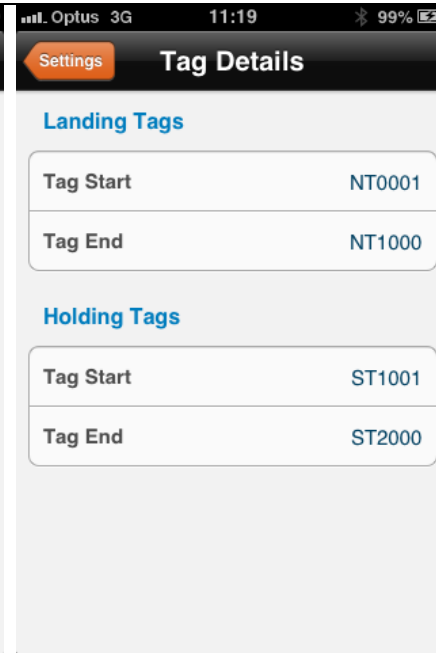 Optus 3G 11:19 99%
Settings Tag Details
Landing Tags
Tag Start NT0001
Tag End NT1000
Holding Tags
Tag Start ST1001
Tag End ST2000